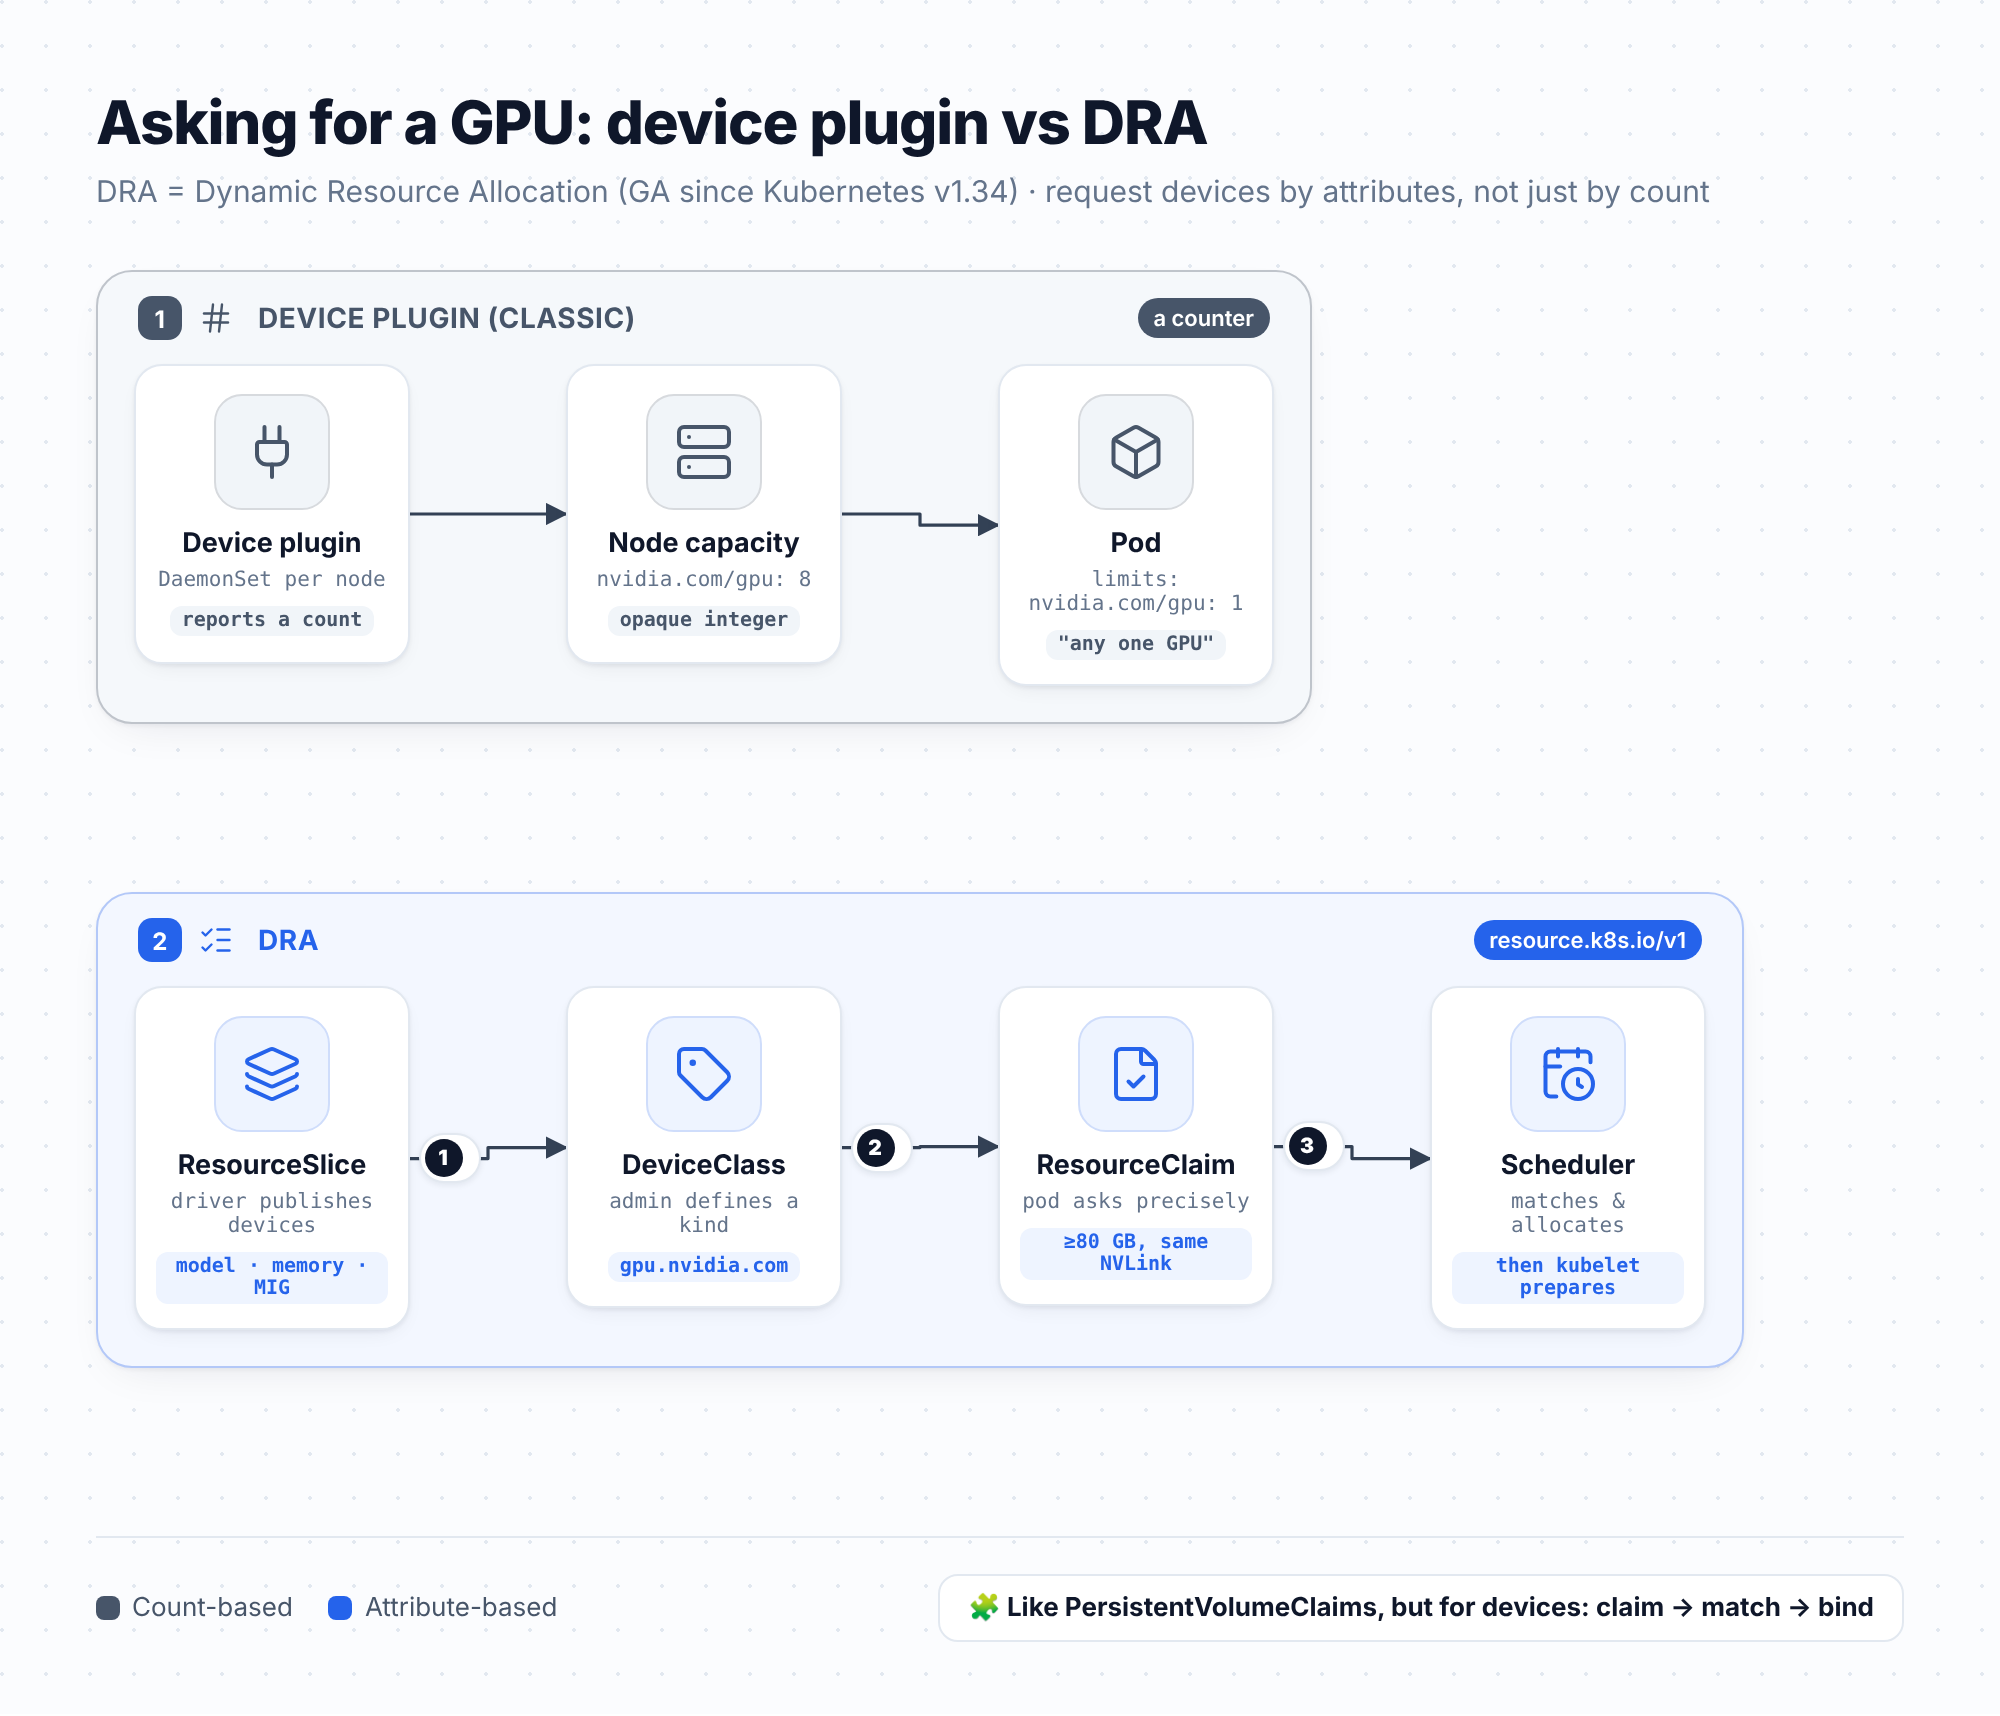 Asking for a GPU: device plugin vs DRA
DRA = Dynamic Resource Allocation (GA since Kubernetes v1.34) · request devices by attributes, not just by count
1 # DEVICE PLUGIN (CLASSIC)
a counter
Device plugin
DaemonSet per node
reports a count
Node capacity
nvidia.com/gpu: 8
opaque integer
Pod
limits:
nvidia.com/gpu: 1
"any one GPU"
2 DRA
resource.k8s.io/v1
ResourceSlice
driver publishes
devices
model · memory ·
MIG
1
DeviceClass
admin defines a
kind
gpu.nvidia.com
2
ResourceClaim
pod asks precisely
≥80 GB, same
NVLink
3
Scheduler
matches &
allocates
then kubelet
prepares
Count-based
Attribute-based
🧩 Like PersistentVolumeClaims, but for devices: claim → match → bind